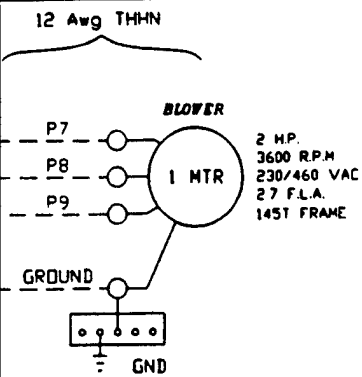 12 Awg THHN
BLOWER
P7
P8
P9
1 MTR
2 H.P.
3600 R.P.M
230/460 VAC
2 7 F.L.A.
145T FRAME
GROUND
GND